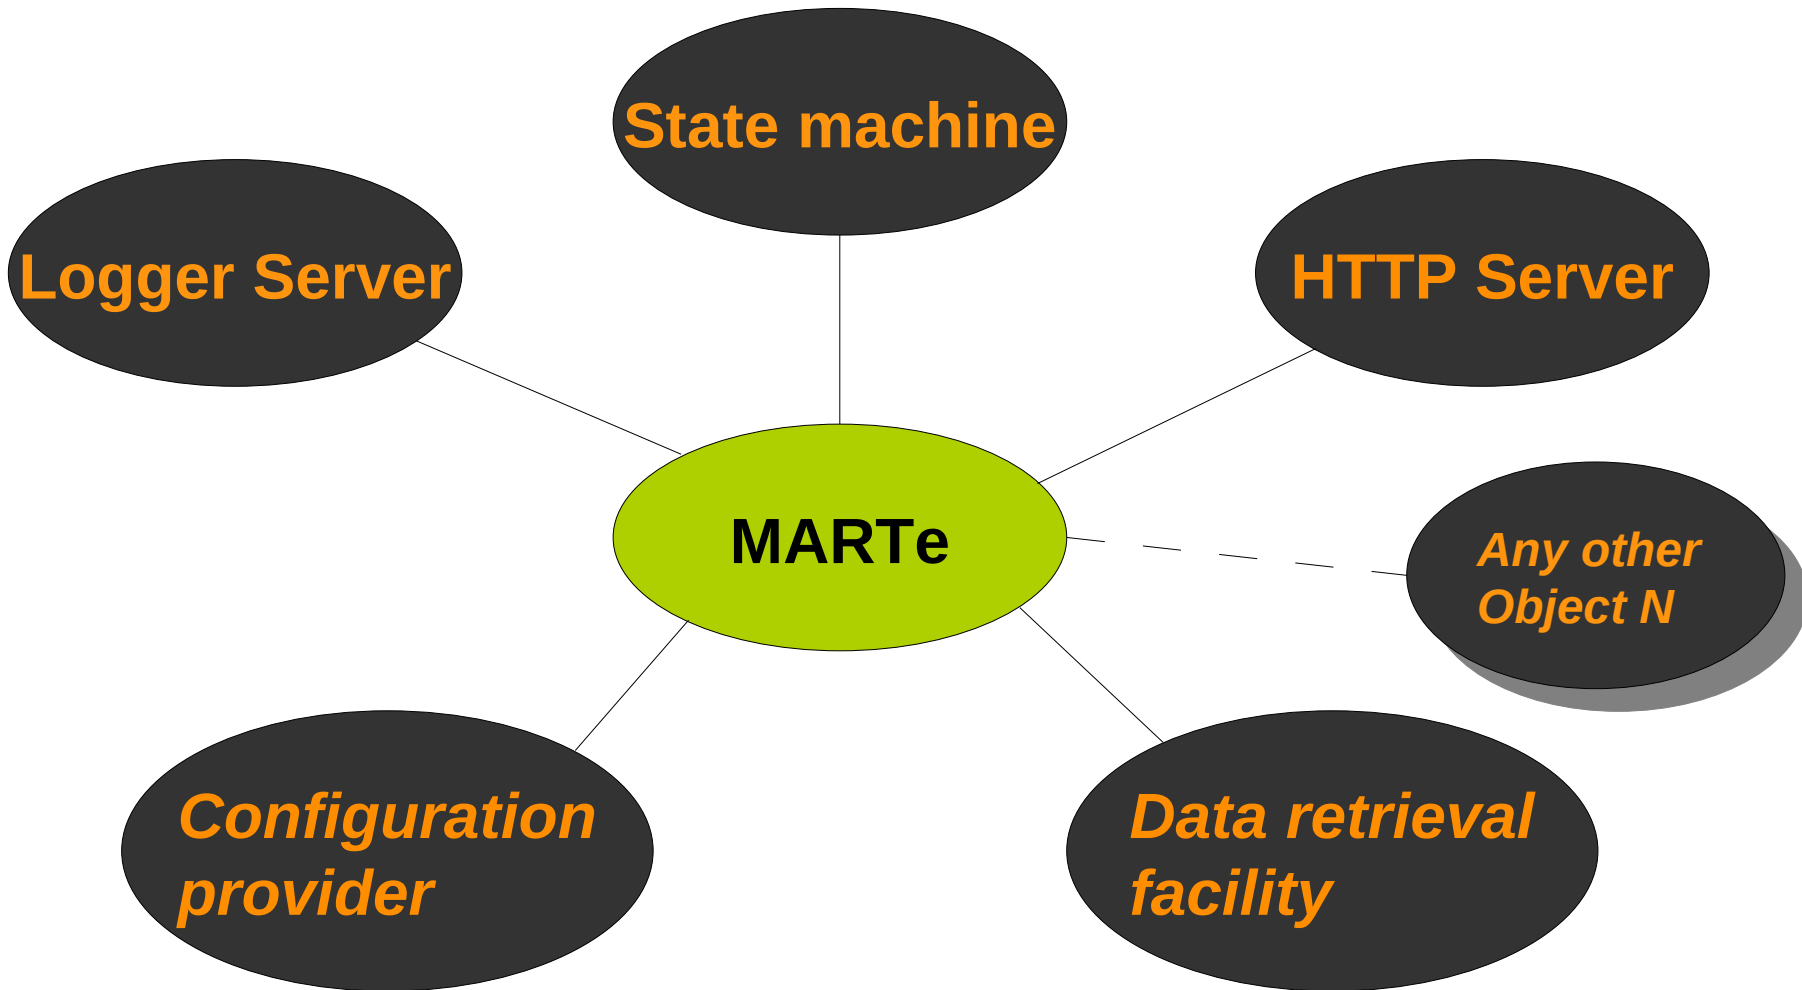 State machine
Logger Server
HTTP Server
MARTe
Any other
Object N
Configuration
provider
Data retrieval
facility